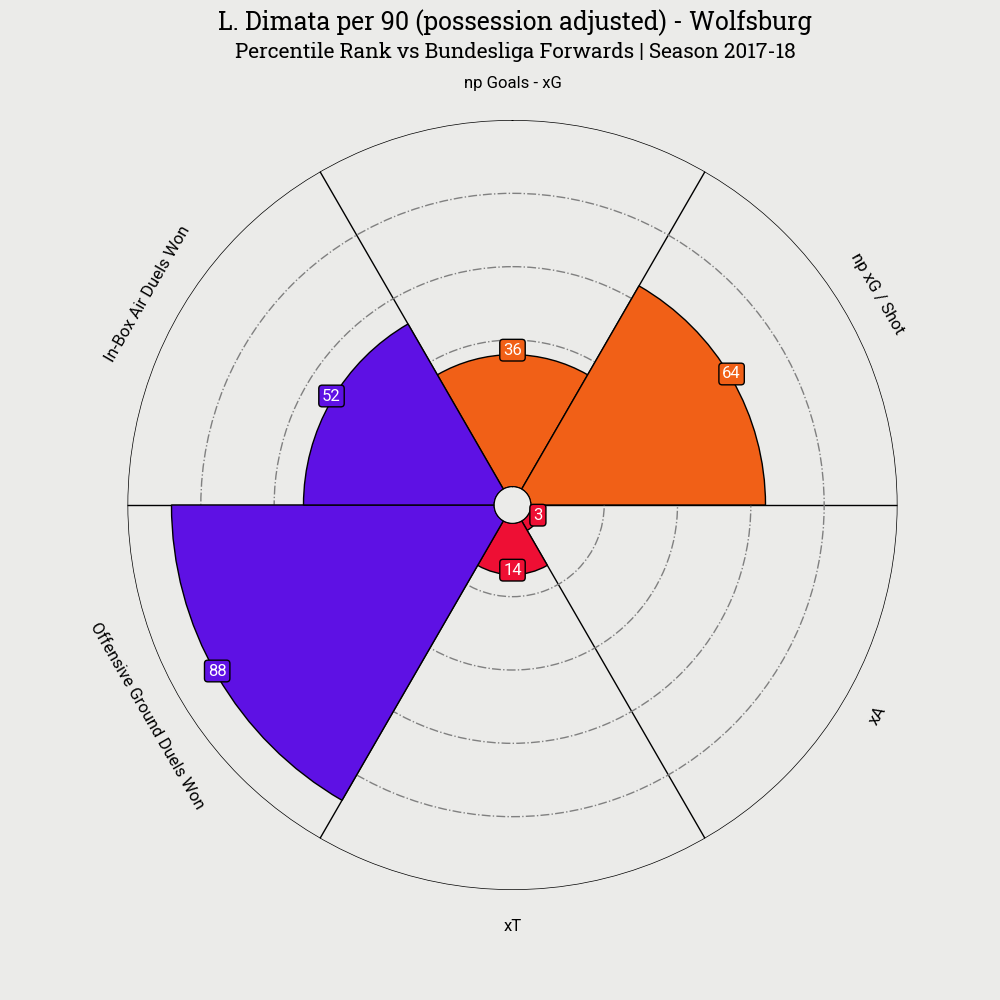 L. Dimata per 90 (possession adjusted) - Wolfsburg
Percentile Rank vs Bundesliga Forwards | Season 2017-18
np Goals - xG
In-Box Air Duels Won
np xG / Shot
36
64
52
3
14
88
Offensive Ground Duels Won
xA
xT